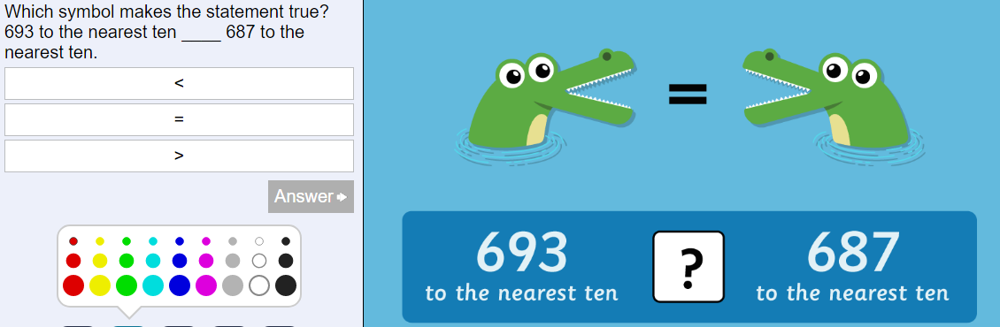 Which symbol makes the statement true?
693 to the nearest ten ____ 687 to the
nearest ten.
<
=
>
Answer
=
693 ? 687
to the nearest ten to the nearest ten